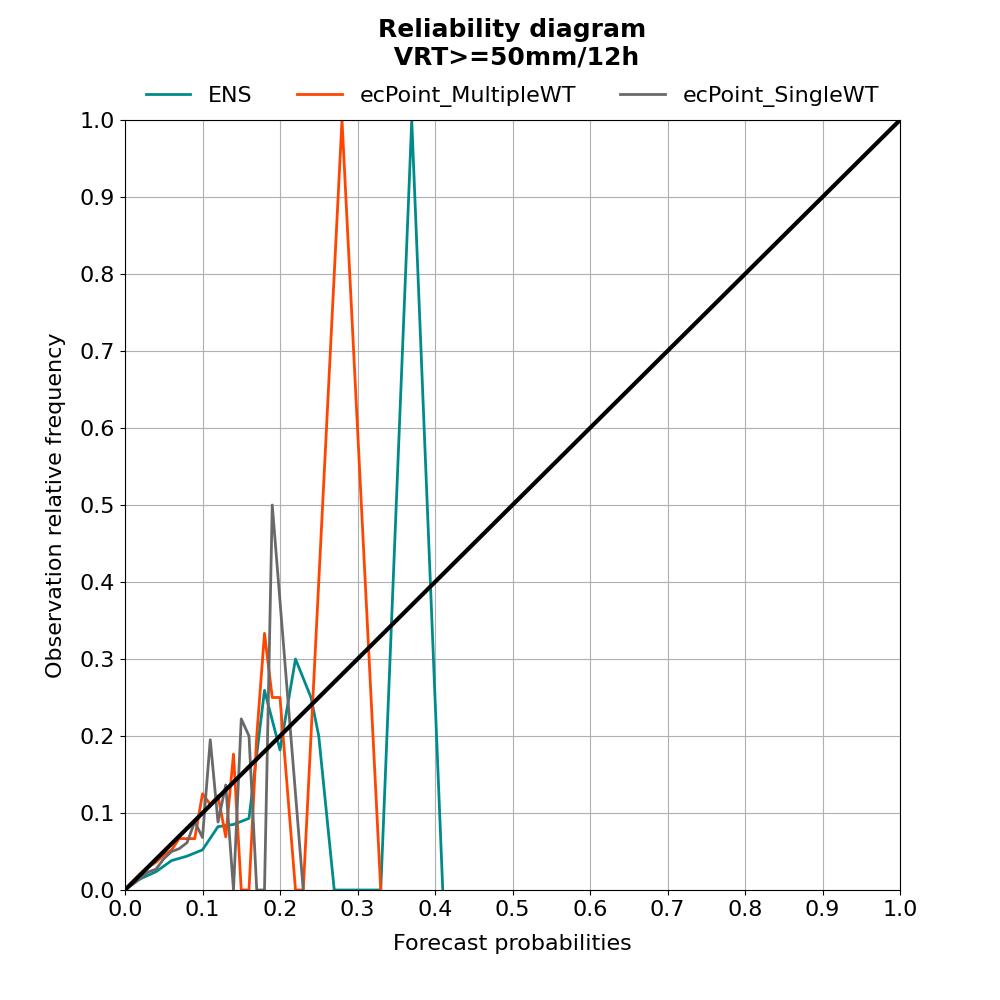 Reliability diagram
VRT>=50mm/12h
ENS ecPoint_MultipleWT ecPoint_SingleWT
1.0
0.9
0.8
0.7
0.6
0.5
0.4
0.3
0.2
0.1
0.0
Observation relative frequency
0.0 0.1 0.2 0.3 0.4 0.5 0.6 0.7 0.8 0.9 1.0
Forecast probabilities